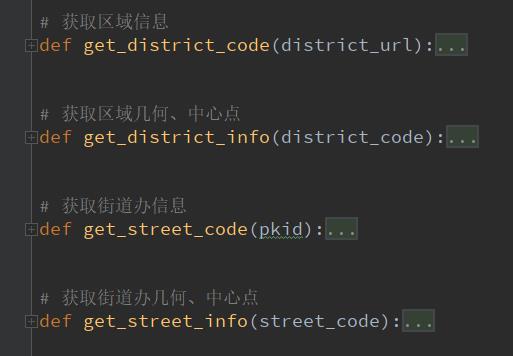 # 获取区域信息
def get_district_code(district_url):...
# 获取区域几何、中心点
def get_district_info(district_code):...
# 获取街道办信息
def get_street_code(pkid):...
# 获取街道办几何、中心点
def get_street_info(street_code):...